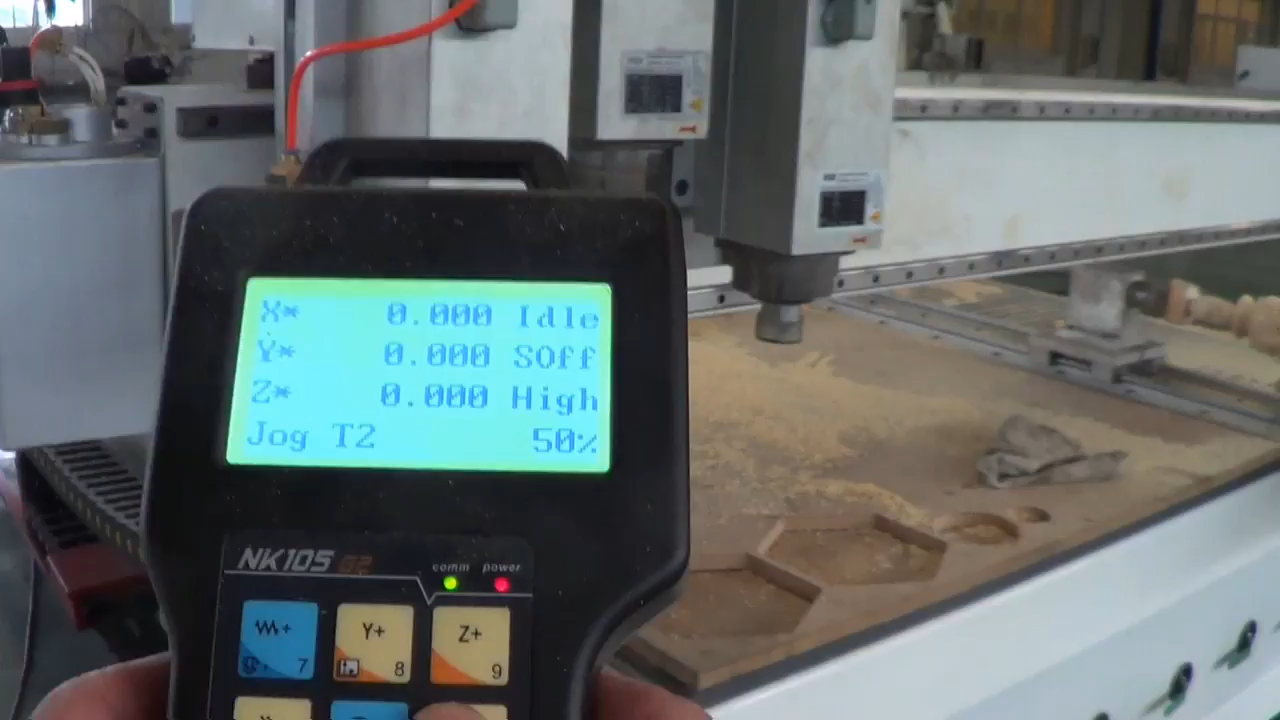 X* 0.000 Idle
Y* 0.000 SOff
Z* 0.000 High
Jog T2 50%
NK105 G2
comm power
+ 7
Y+ 8
Z+ 9